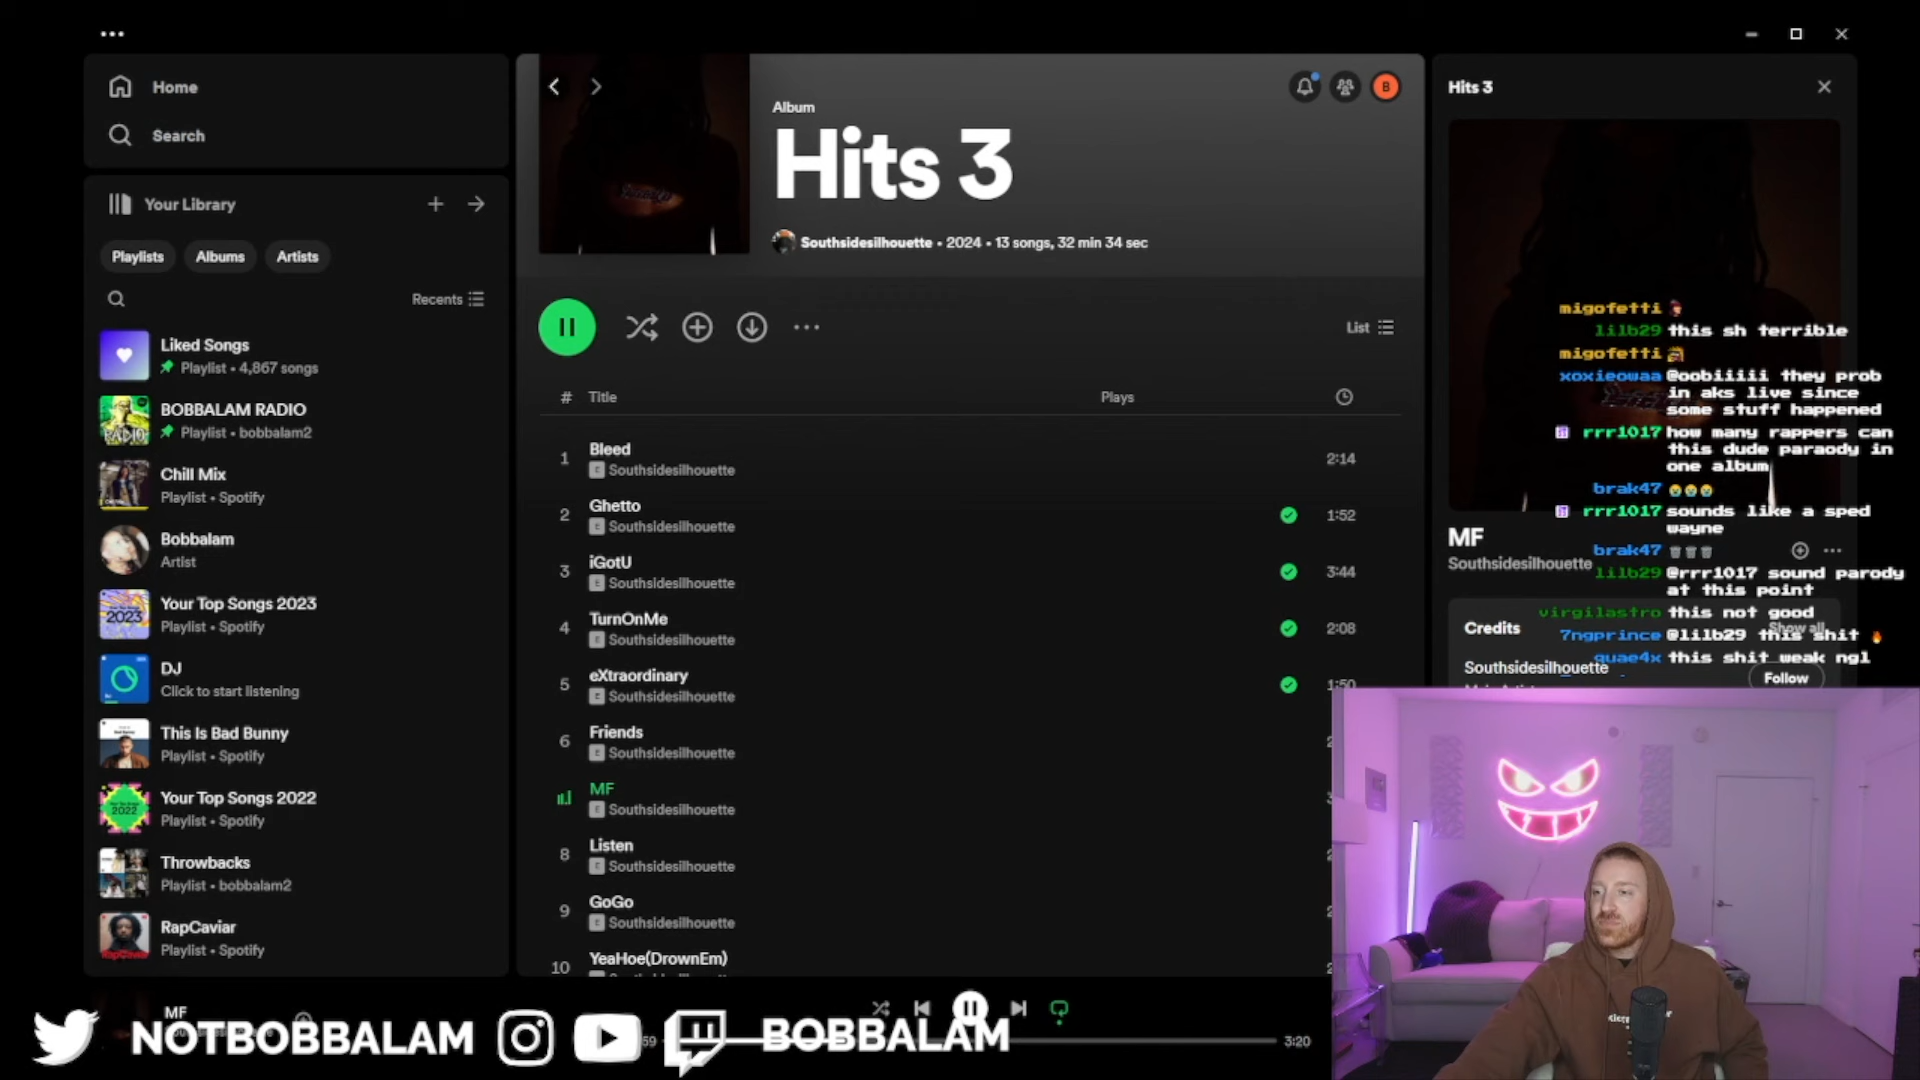 Home
Search
Your Library
Playlists
Albums
Artists
Recents
Liked Songs
Playlist • 4,867 songs
BOBBALAM RADIO
Playlist • bobbalam2
Chill Mix
Playlist • Spotify
Bobbalam
Artist
Your Top Songs 2023
Playlist • Spotify
DJ
Click to start listening
This Is Bad Bunny
Playlist • Spotify
Your Top Songs 2022
Playlist • Spotify
Throwbacks
Playlist • bobbalam2
RapCaviar
Playlist • Spotify
Album
Hits 3
Southsidesilhouette • 2024 • 13 songs, 32 min 34 sec
B
List
# Title Plays
1 Bleed 2:14
E Southsidesilhouette
2 Ghetto 1:52
E Southsidesilhouette
3 iGotU 3:44
E Southsidesilhouette
4 TurnOnMe 2:08
E Southsidesilhouette
5 eXtraordinary 1:50
E Southsidesilhouette
6 Friends
E Southsidesilhouette
MF
E Southsidesilhouette
8 Listen
E Southsidesilhouette
9 GoGo
E Southsidesilhouette
10 YeaHoe(DrownEm)
Hits 3
migofetti
lilb29 this sh terrible
migofetti
xoxieowaa @oobiiiii they prob
in aks live since
some stuff happened
rrr1017 how many rappers can
this dude paraody in
one album
brak47
rrr1017 sounds like a sped
wayne
brak47
lilb29 @rrr1017 sound parody
at this point
virgilastro this not good
7ngprince @lilb29 this shit
quae4x this shit weak ngl
MF
Southsidesilhouette
Credits
Show all
Southsidesilhouette
Follow
MF
NOTBOBBALAM
BOBBALAM
3:20